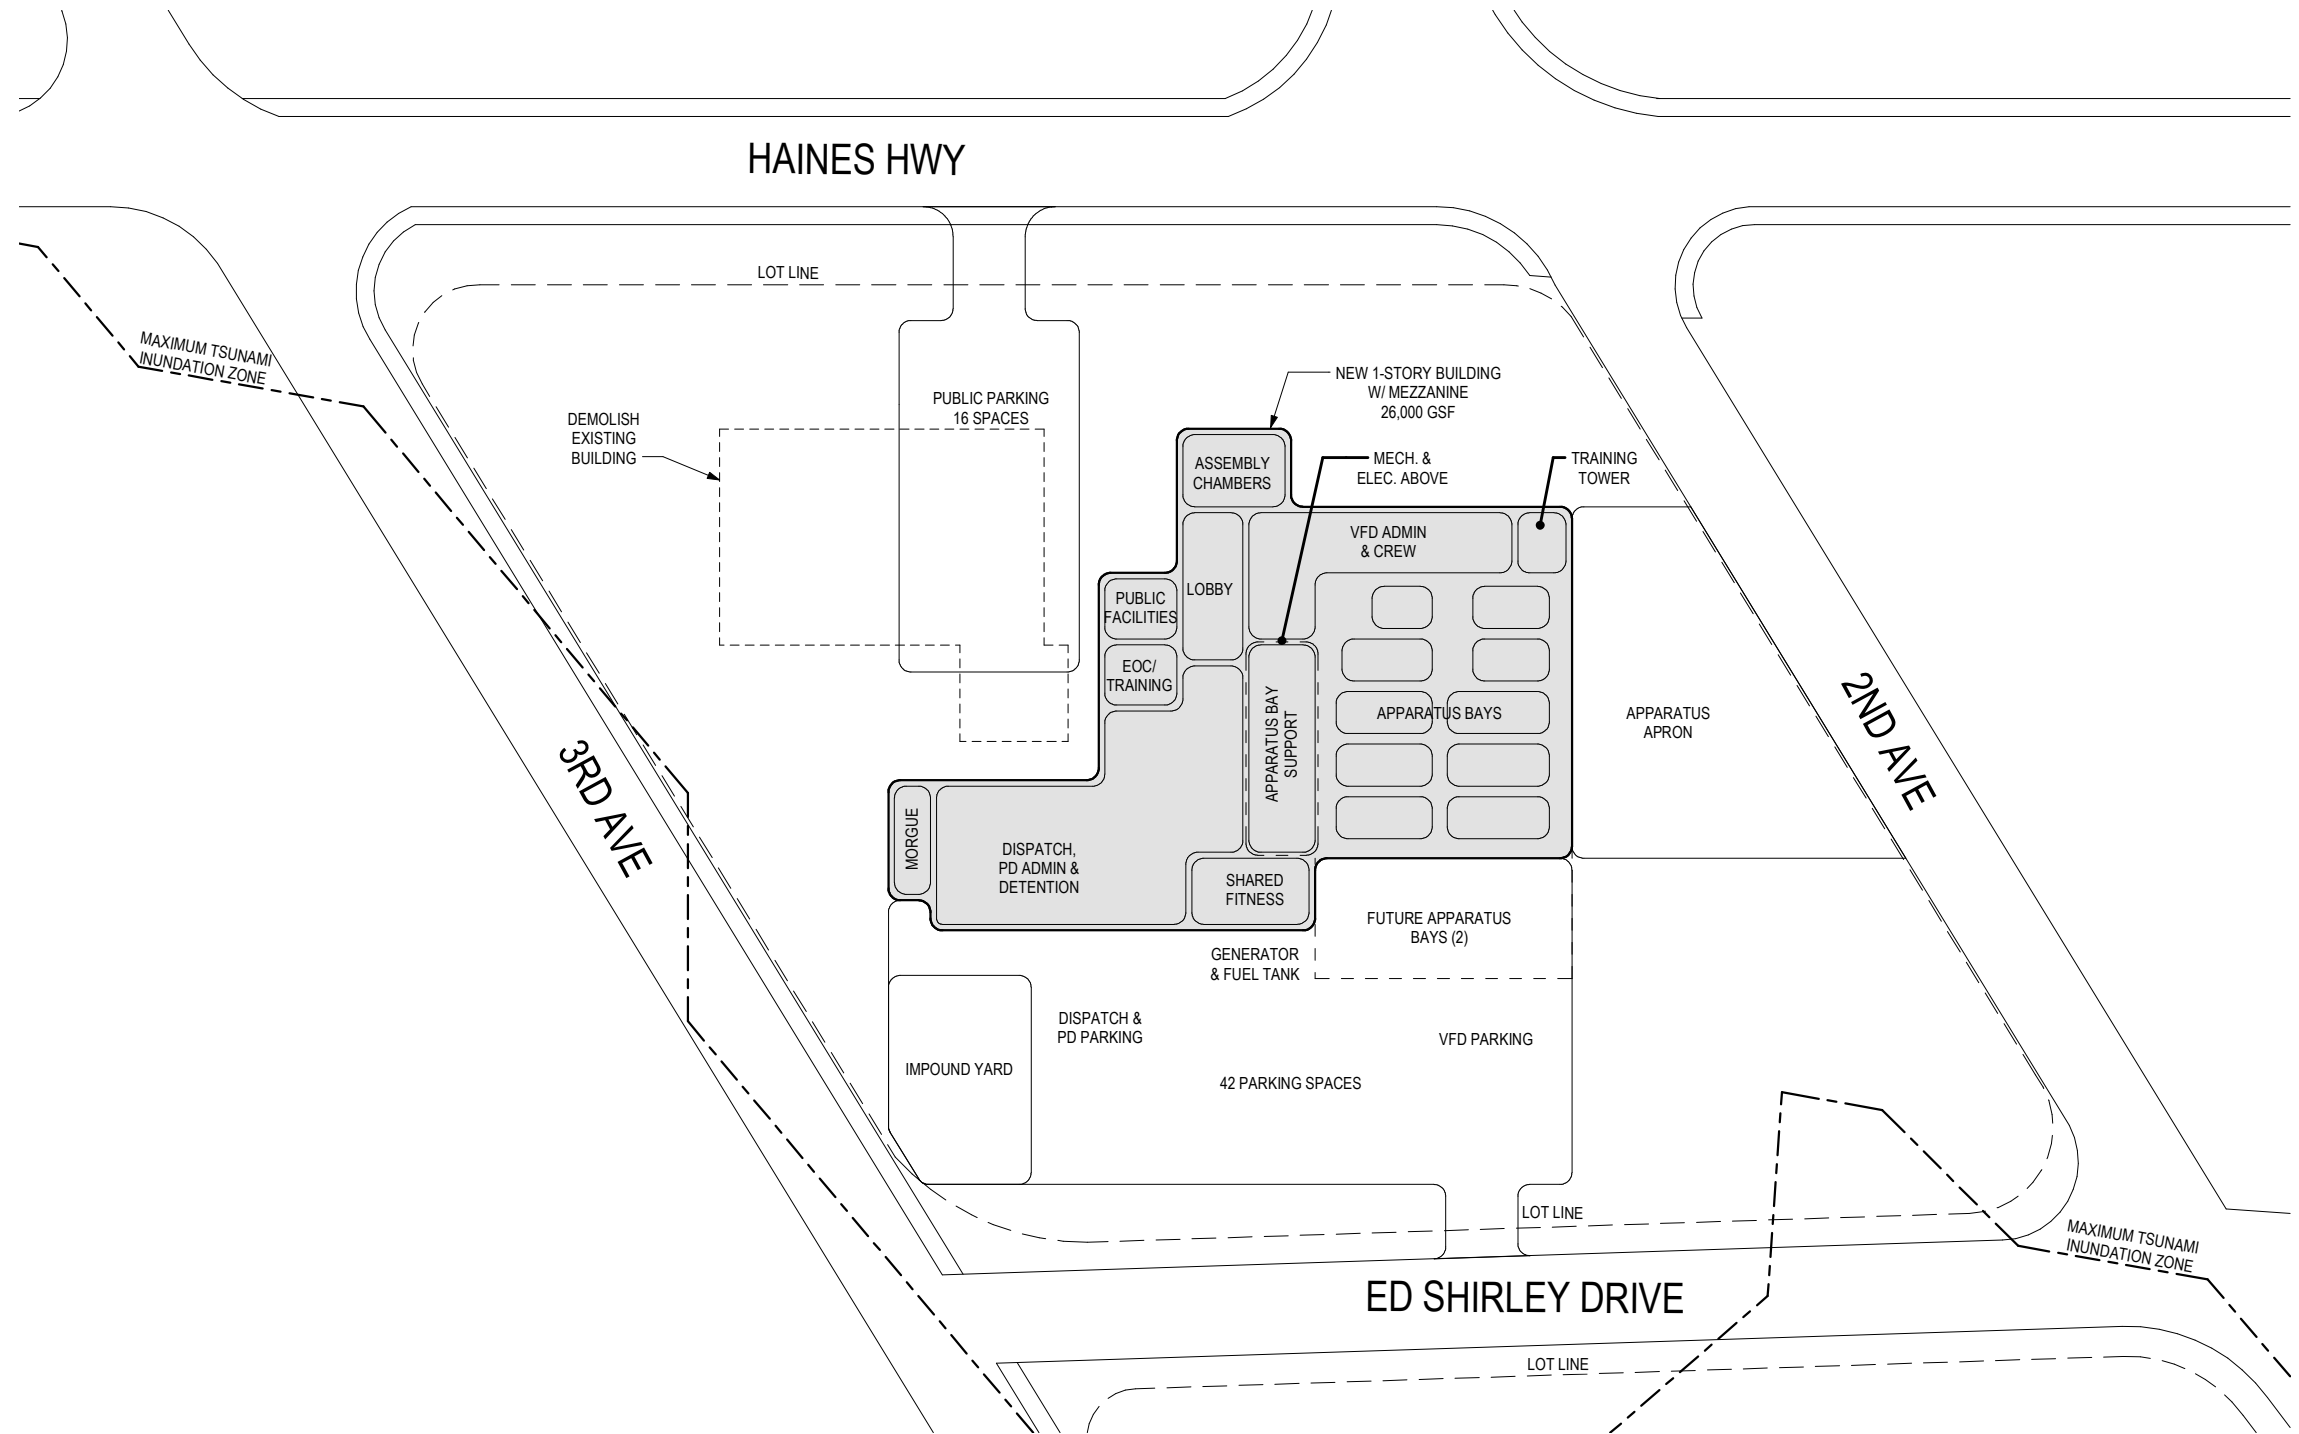 HAINES HWY
LOT LINE
MAXIMUM TSUNAMI
INUNDATION ZONE
PUBLIC PARKING
16 SPACES
NEW 1-STORY BUILDING
W/ MEZZANINE
26,000 GSF
DEMOLISH
EXISTING
BUILDING
ASSEMBLY
CHAMBERS
MECH. &
ELEC. ABOVE
TRAINING
TOWER
VFD ADMIN
& CREW
LOBBY
PUBLIC
FACILITIES
EOC/
TRAINING
APPARATUS BAY
SUPPORT
APPARATUS BAYS
APPARATUS
APRON
2ND AVE
3RD AVE
MORGUE
DISPATCH,
PD ADMIN &
DETENTION
SHARED
FITNESS
FUTURE APPARATUS
BAYS (2)
GENERATOR
& FUEL TANK
DISPATCH &
PD PARKING
VFD PARKING
IMPOUND YARD
42 PARKING SPACES
LOT LINE
MAXIMUM TSUNAMI
INUNDATION ZONE
ED SHIRLEY DRIVE
LOT LINE